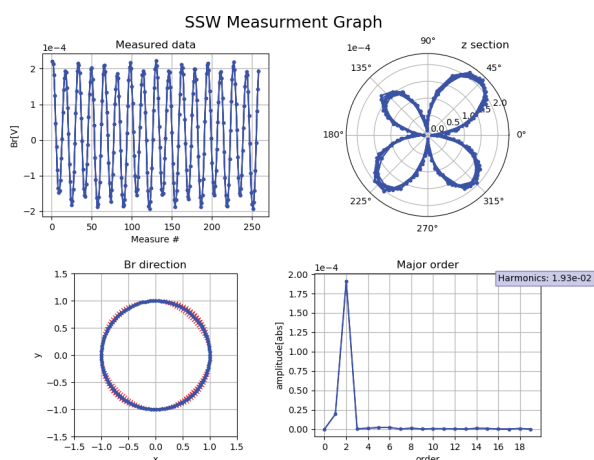 SSW Measurment Graph
Measured data
1e−4
2
1
0
−1
−2
Br[V]
0 50 100 150 200 250
Measure #
z section
1e−4
90°
135° 45°
180° 0°
0.0 0.5 1.0 2.0
225° 315°
270°
Br direction
1.5
1.0
0.5
0.0
−0.5
−1.0
−1.5
y
−1.5 −1.0 −0.5 0.0 0.5 1.0 1.5
x
Major order
1e−4
Harmonics: 1.93e-02
2.00
1.75
1.50
1.25
1.00
0.75
0.50
0.25
0.00
amplitude[abs]
0 2 4 6 8 10 12 14 16 18
order